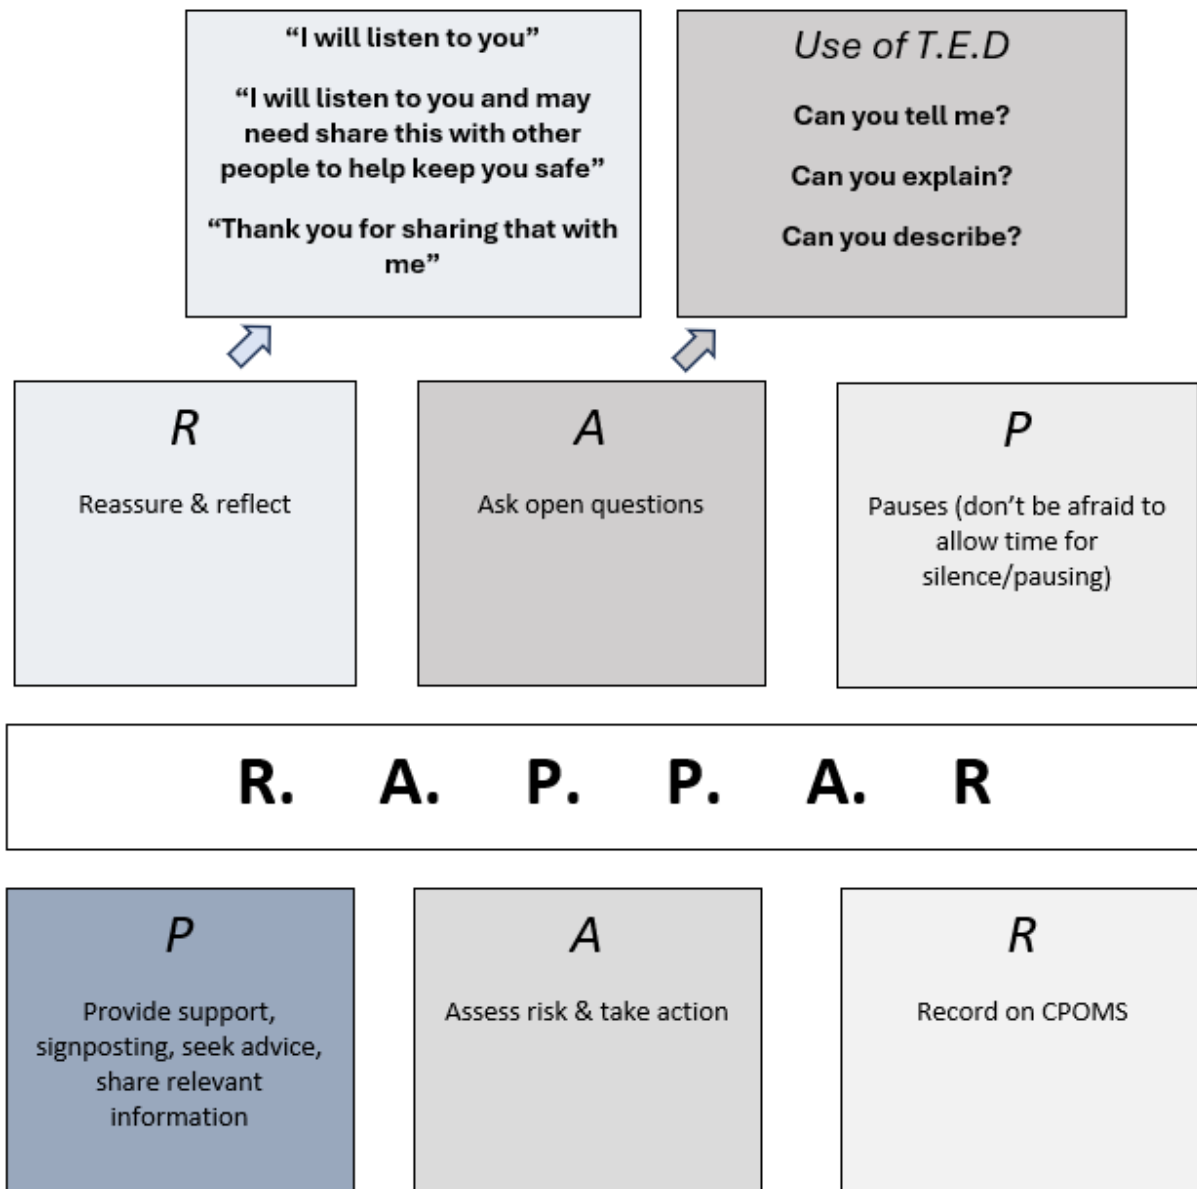 “I will listen to you”
“I will listen to you and may
need share this with other
people to help keep you safe”
“Thank you for sharing that with
me”
Use of T.E.D
Can you tell me?
Can you explain?
Can you describe?
R
Reassure & reflect
A
Ask open questions
P
Pauses (don’t be afraid to
allow time for
silence/pausing)
R. A. P. P. A. R
P
Provide support,
signposting, seek advice,
share relevant
information
A
Assess risk & take action
R
Record on CPOMS